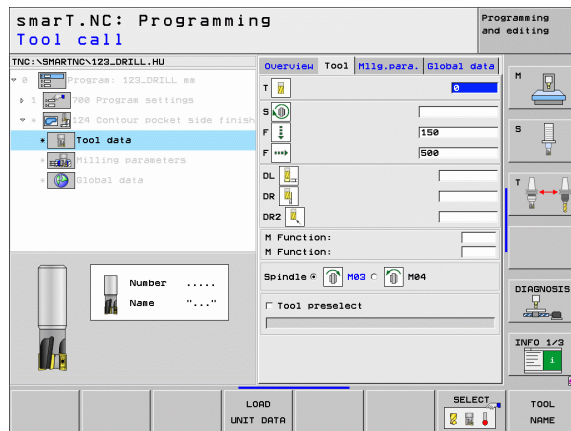 smarT.NC: Programming
Tool call
Programming
and editing
TNC:\SMARTNC\123_DRILL.HU
0 Program: 123_DRILL mm
1 700 Program settings
* 124 Contour pocket side finish
* Tool data
* Milling parameters
* Global data
Overview Tool Mllg.para. Global data
T 0
S
F 150
F 500
DL
DR
DR2
M Function:
M Function:
Spindle M03 M04
Tool preselect
Number .....
Name "..."
M
S
T
DIAGNOSIS
INFO 1/3
LOAD
UNIT DATA
SELECT
TOOL
NAME